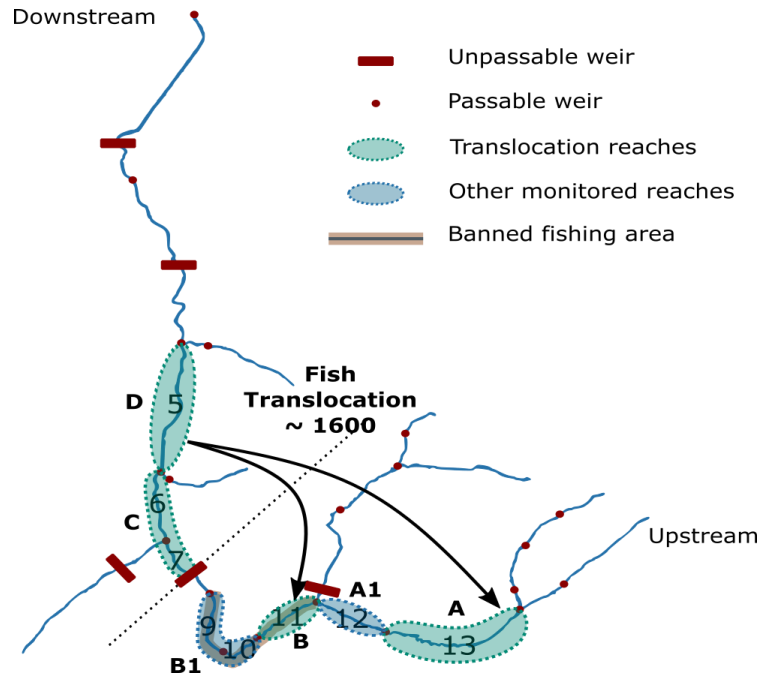 Downstream
Unpassable weir
Passable weir
Translocation reaches
Other monitored reaches
Banned fishing area
Fish
Translocation
~ 1600
D
5
6
C
7
Upstream
A1
A
11
12
B
13
9
10
B1